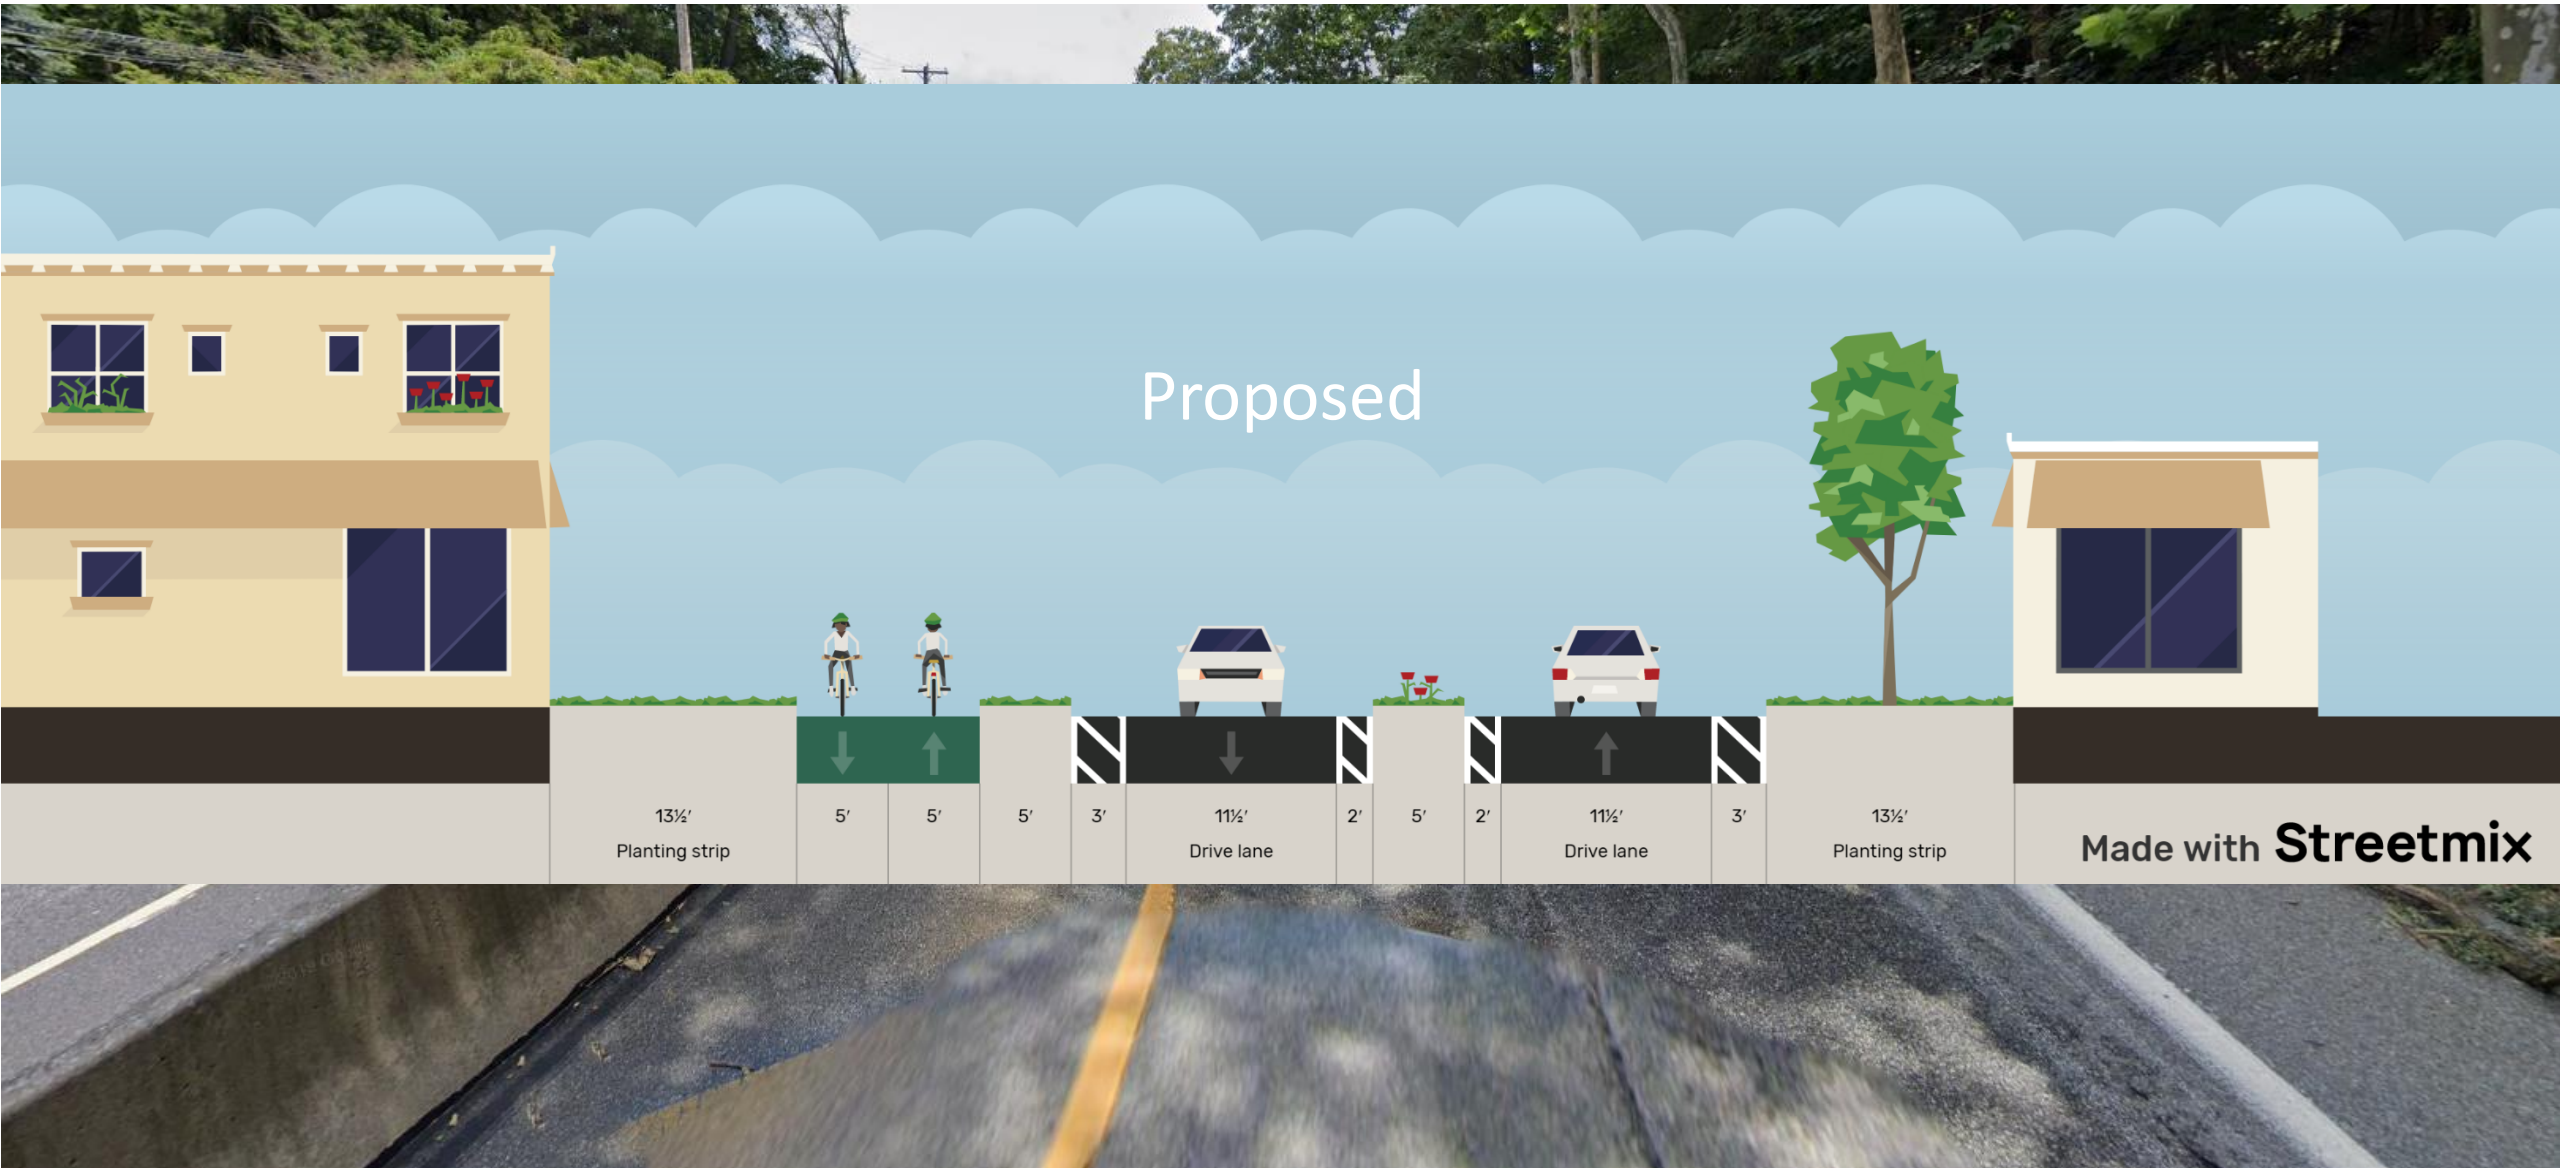 Proposed
13½′
Planting strip
5′
5′
5′
3′
11½′
Drive lane
2′
5′
2′
11½′
Drive lane
3′
13½′
Planting strip
Made with Streetmix